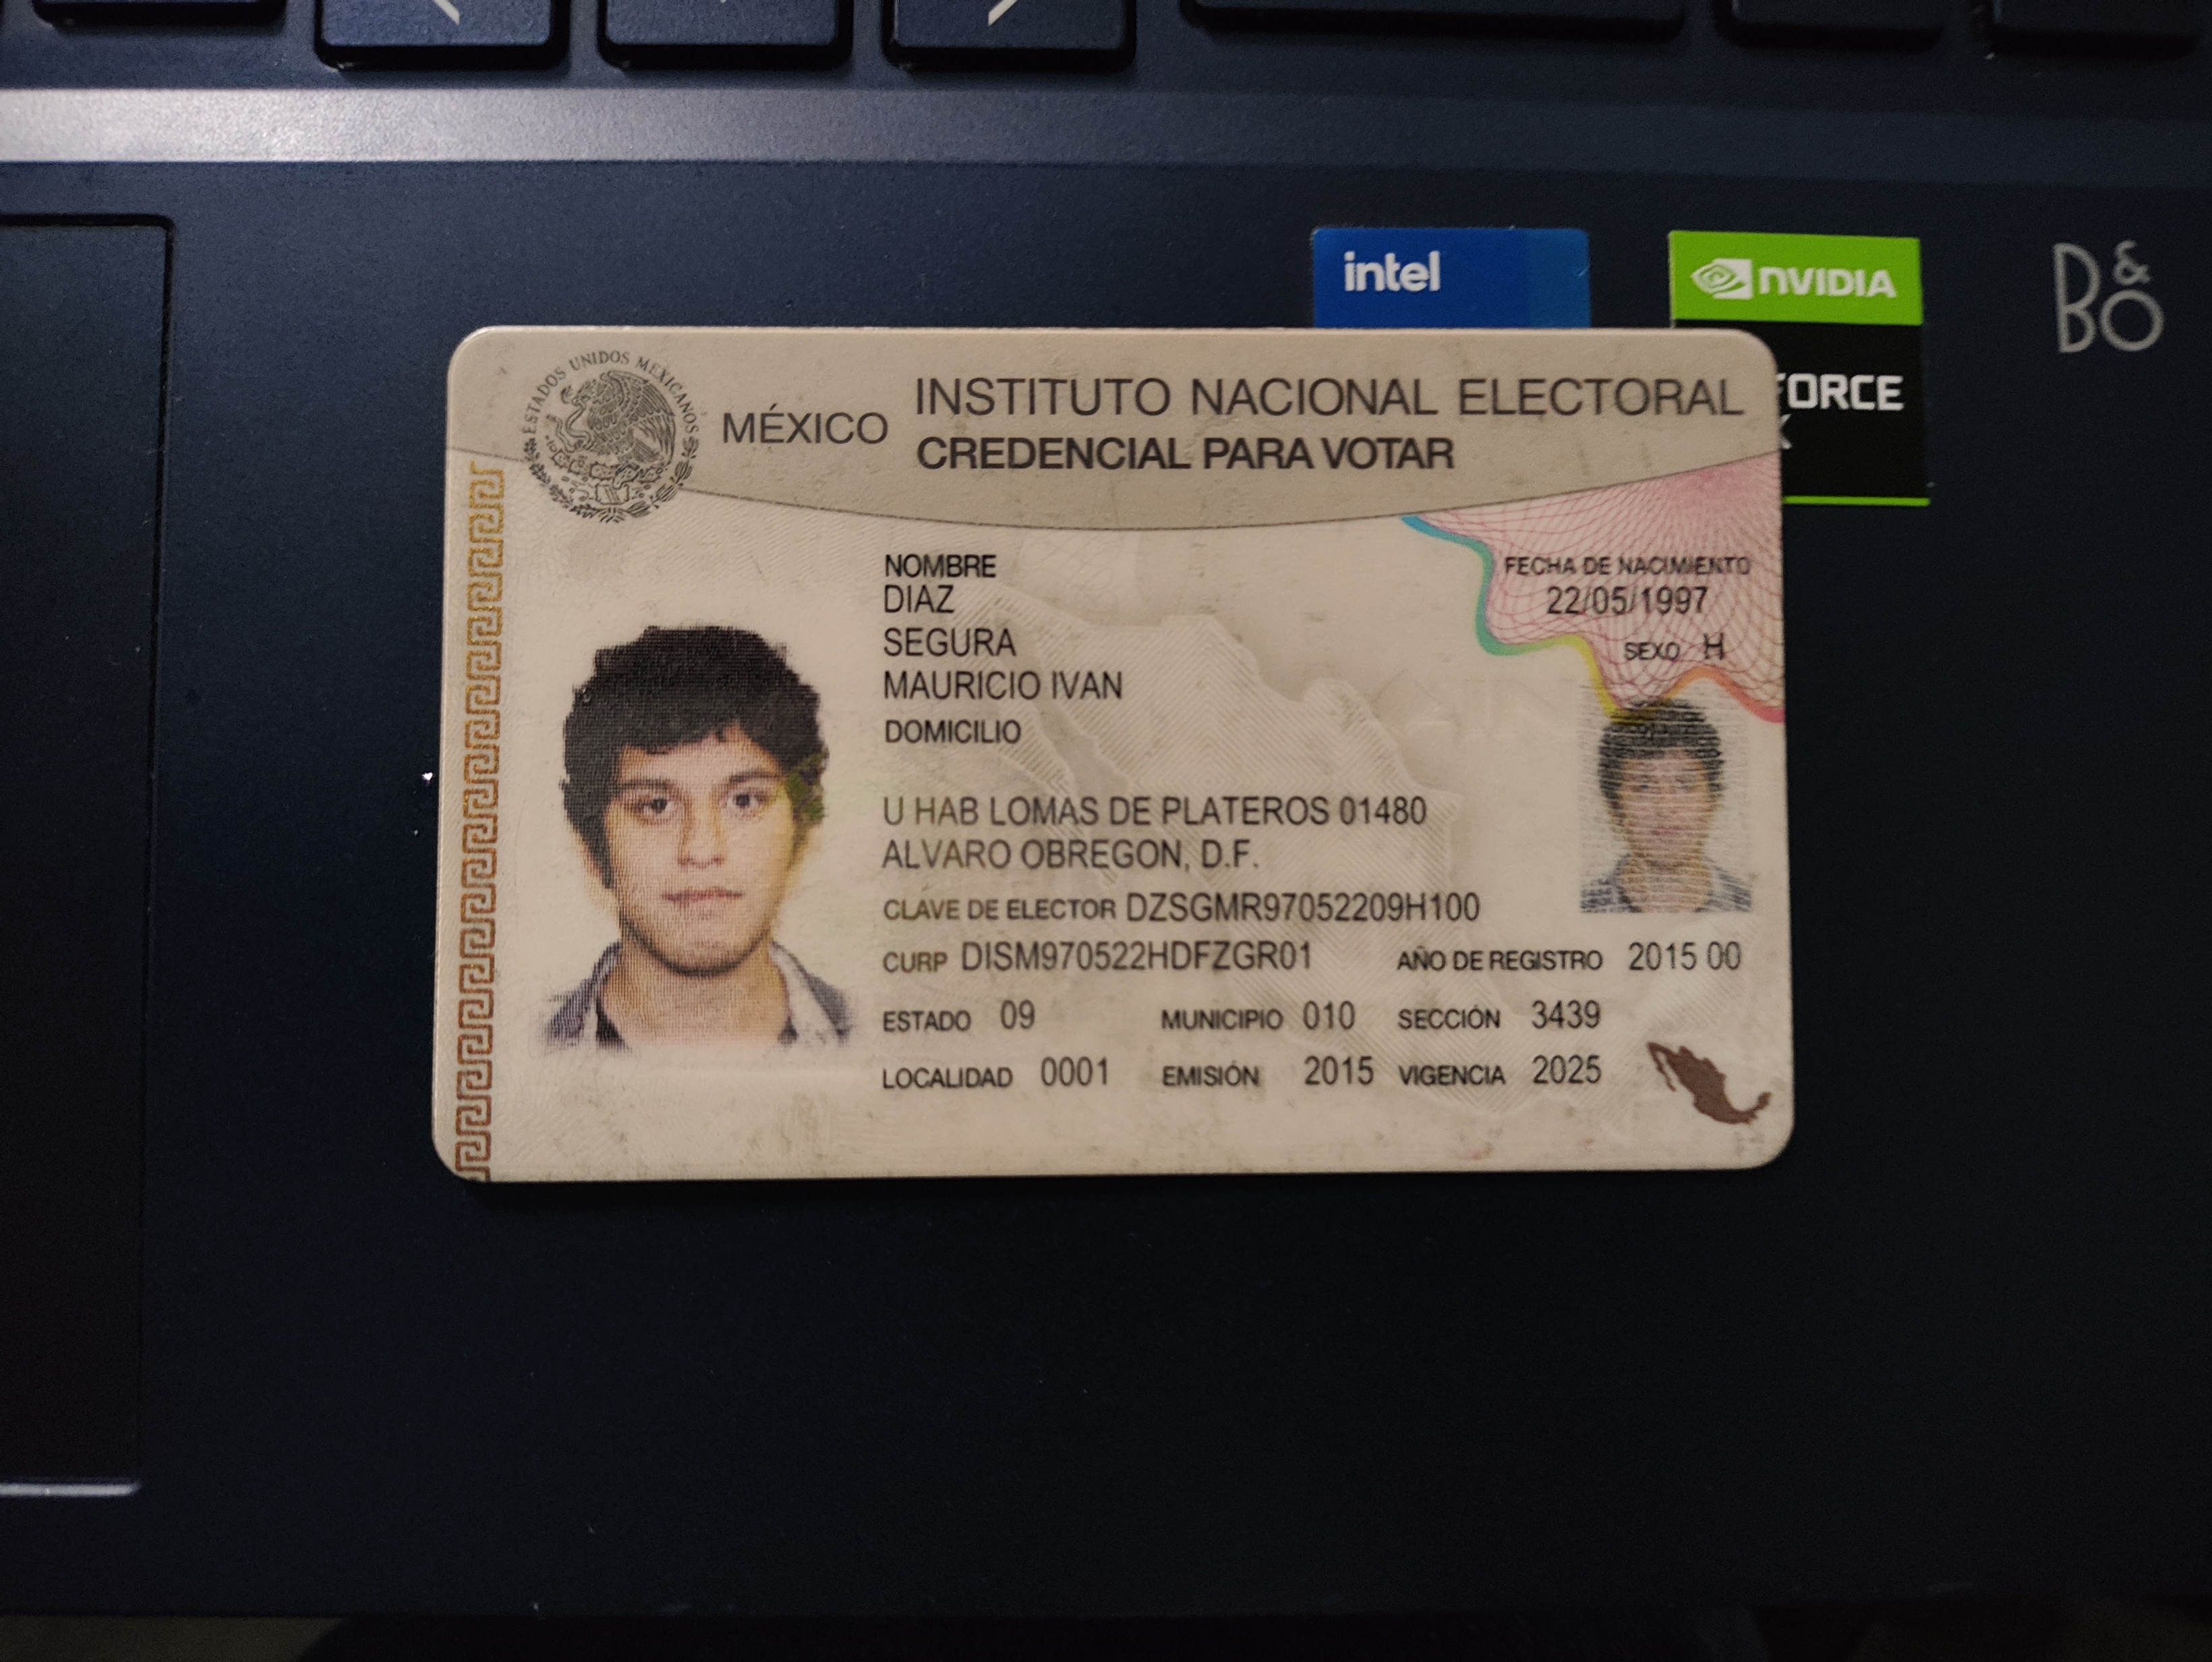 intel
NVIDIA
B&O
FORCE
ESTADOS UNIDOS MEXICANOS
MÉXICO
INSTITUTO NACIONAL ELECTORAL
CREDENCIAL PARA VOTAR
NOMBRE
DIAZ
SEGURA
MAURICIO IVAN
FECHA DE NACIMIENTO
22/05/1997
SEXO H
DOMICILIO
U HAB LOMAS DE PLATEROS 01480
ALVARO OBREGON, D.F.
CLAVE DE ELECTOR DZSGMR97052209H100
CURP DISM970522HDFZGR01 AÑO DE REGISTRO 2015 00
ESTADO 09 MUNICIPIO 010 SECCIÓN 3439
LOCALIDAD 0001 EMISIÓN 2015 VIGENCIA 2025